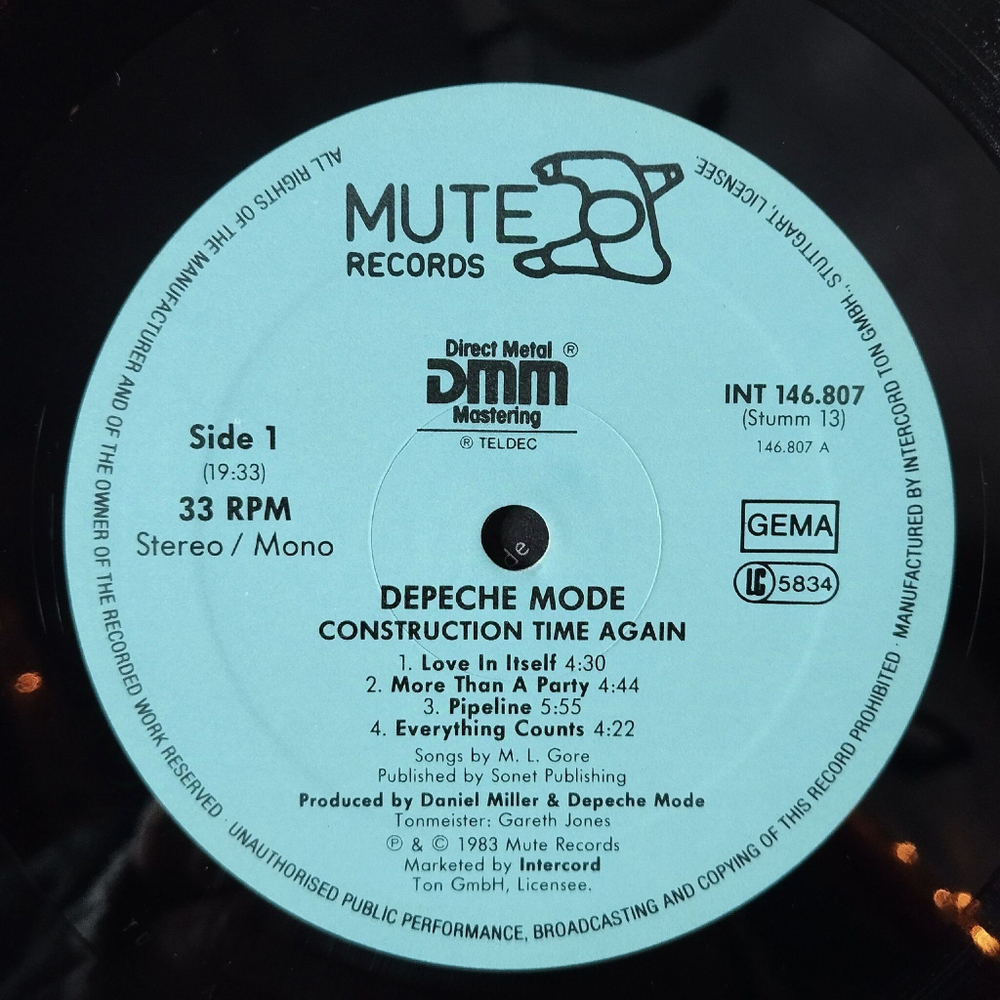 MUTE
RECORDS
Direct Metal ®
DMM
Mastering
® TELDEC
Side 1
(19:33)
33 RPM
Stereo / Mono
INT 146.807
(Stumm 13)
146.807 A
GEMA
LC 5834
de
DEPECHE MODE
CONSTRUCTION TIME AGAIN
1. Love In Itself 4:30
2. More Than A Party 4:44
3. Pipeline 5:55
4. Everything Counts 4:22
Songs by M. L. Gore
Published by Sonet Publishing
Produced by Daniel Miller & Depeche Mode
Tonmeister: Gareth Jones
℗ & © 1983 Mute Records
Marketed by Intercord
Ton GmbH, Licensee.
ALL RIGHTS OF THE MANUFACTURER AND OF THE OWNER OF THE RECORDED WORK RESERVED · UNAUTHORISED PUBLIC PERFORMANCE, BROADCASTING AND COPYING OF THIS RECORD PROHIBITED · MANUFACTURED BY INTERCORD TON GMBH., STUTTGART, LICENSEE.